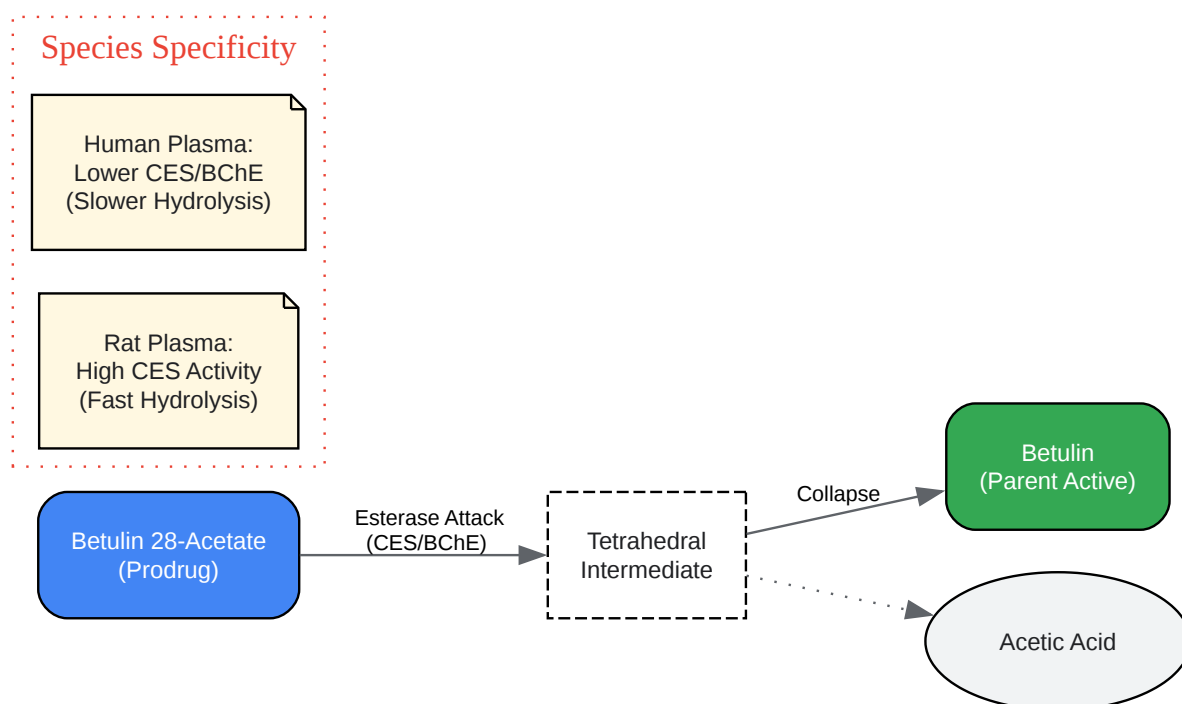 Species Specificity
Human Plasma:
Lower CES/BChE
(Slower Hydrolysis)
Rat Plasma:
High CES Activity
(Fast Hydrolysis)
Betulin 28-Acetate
(Prodrug)
Esterase Attack
(CES/BChE)
Tetrahedral
Intermediate
Collapse
Betulin
(Parent Active)
Acetic Acid